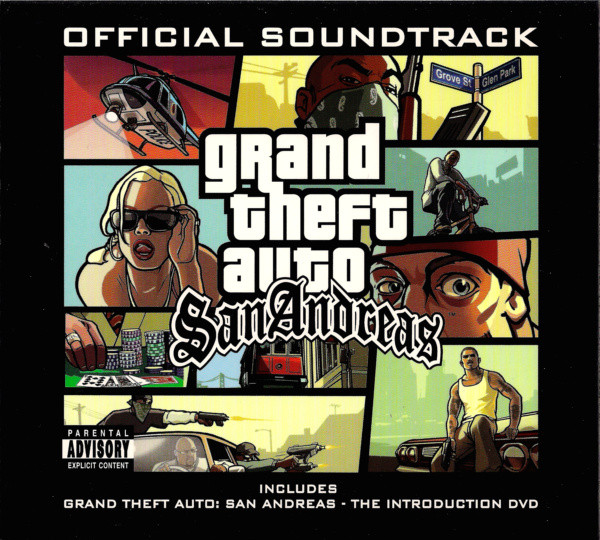 OFFICIAL SOUNDTRACK
Grove St
Glen Park
POLICE
grand
theft
auto
San Andreas
PARENTAL
ADVISORY
EXPLICIT CONTENT
INCLUDES
GRAND THEFT AUTO: SAN ANDREAS - THE INTRODUCTION DVD